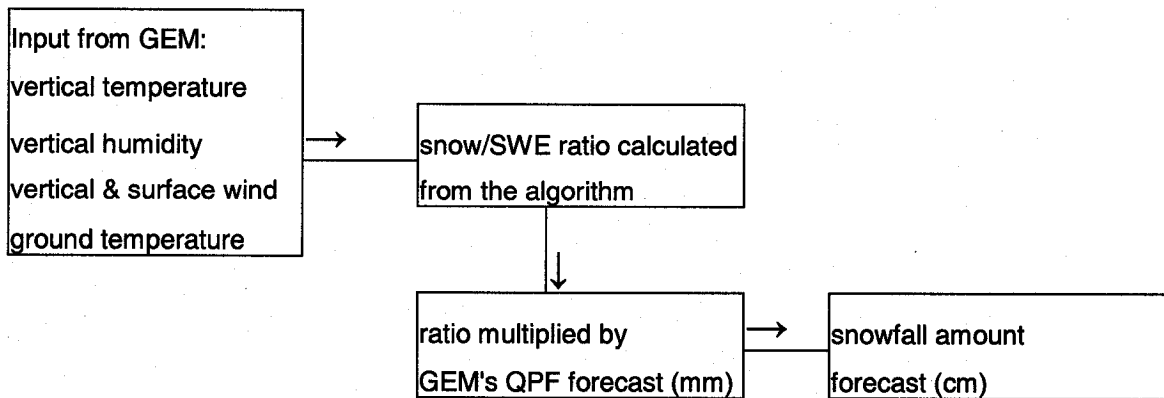 Input from GEM:
vertical temperature
vertical humidity
vertical & surface wind
ground temperature
snow/SWE ratio calculated
from the algorithm
ratio multiplied by
GEM's QPF forecast (mm)
snowfall amount
forecast (cm)